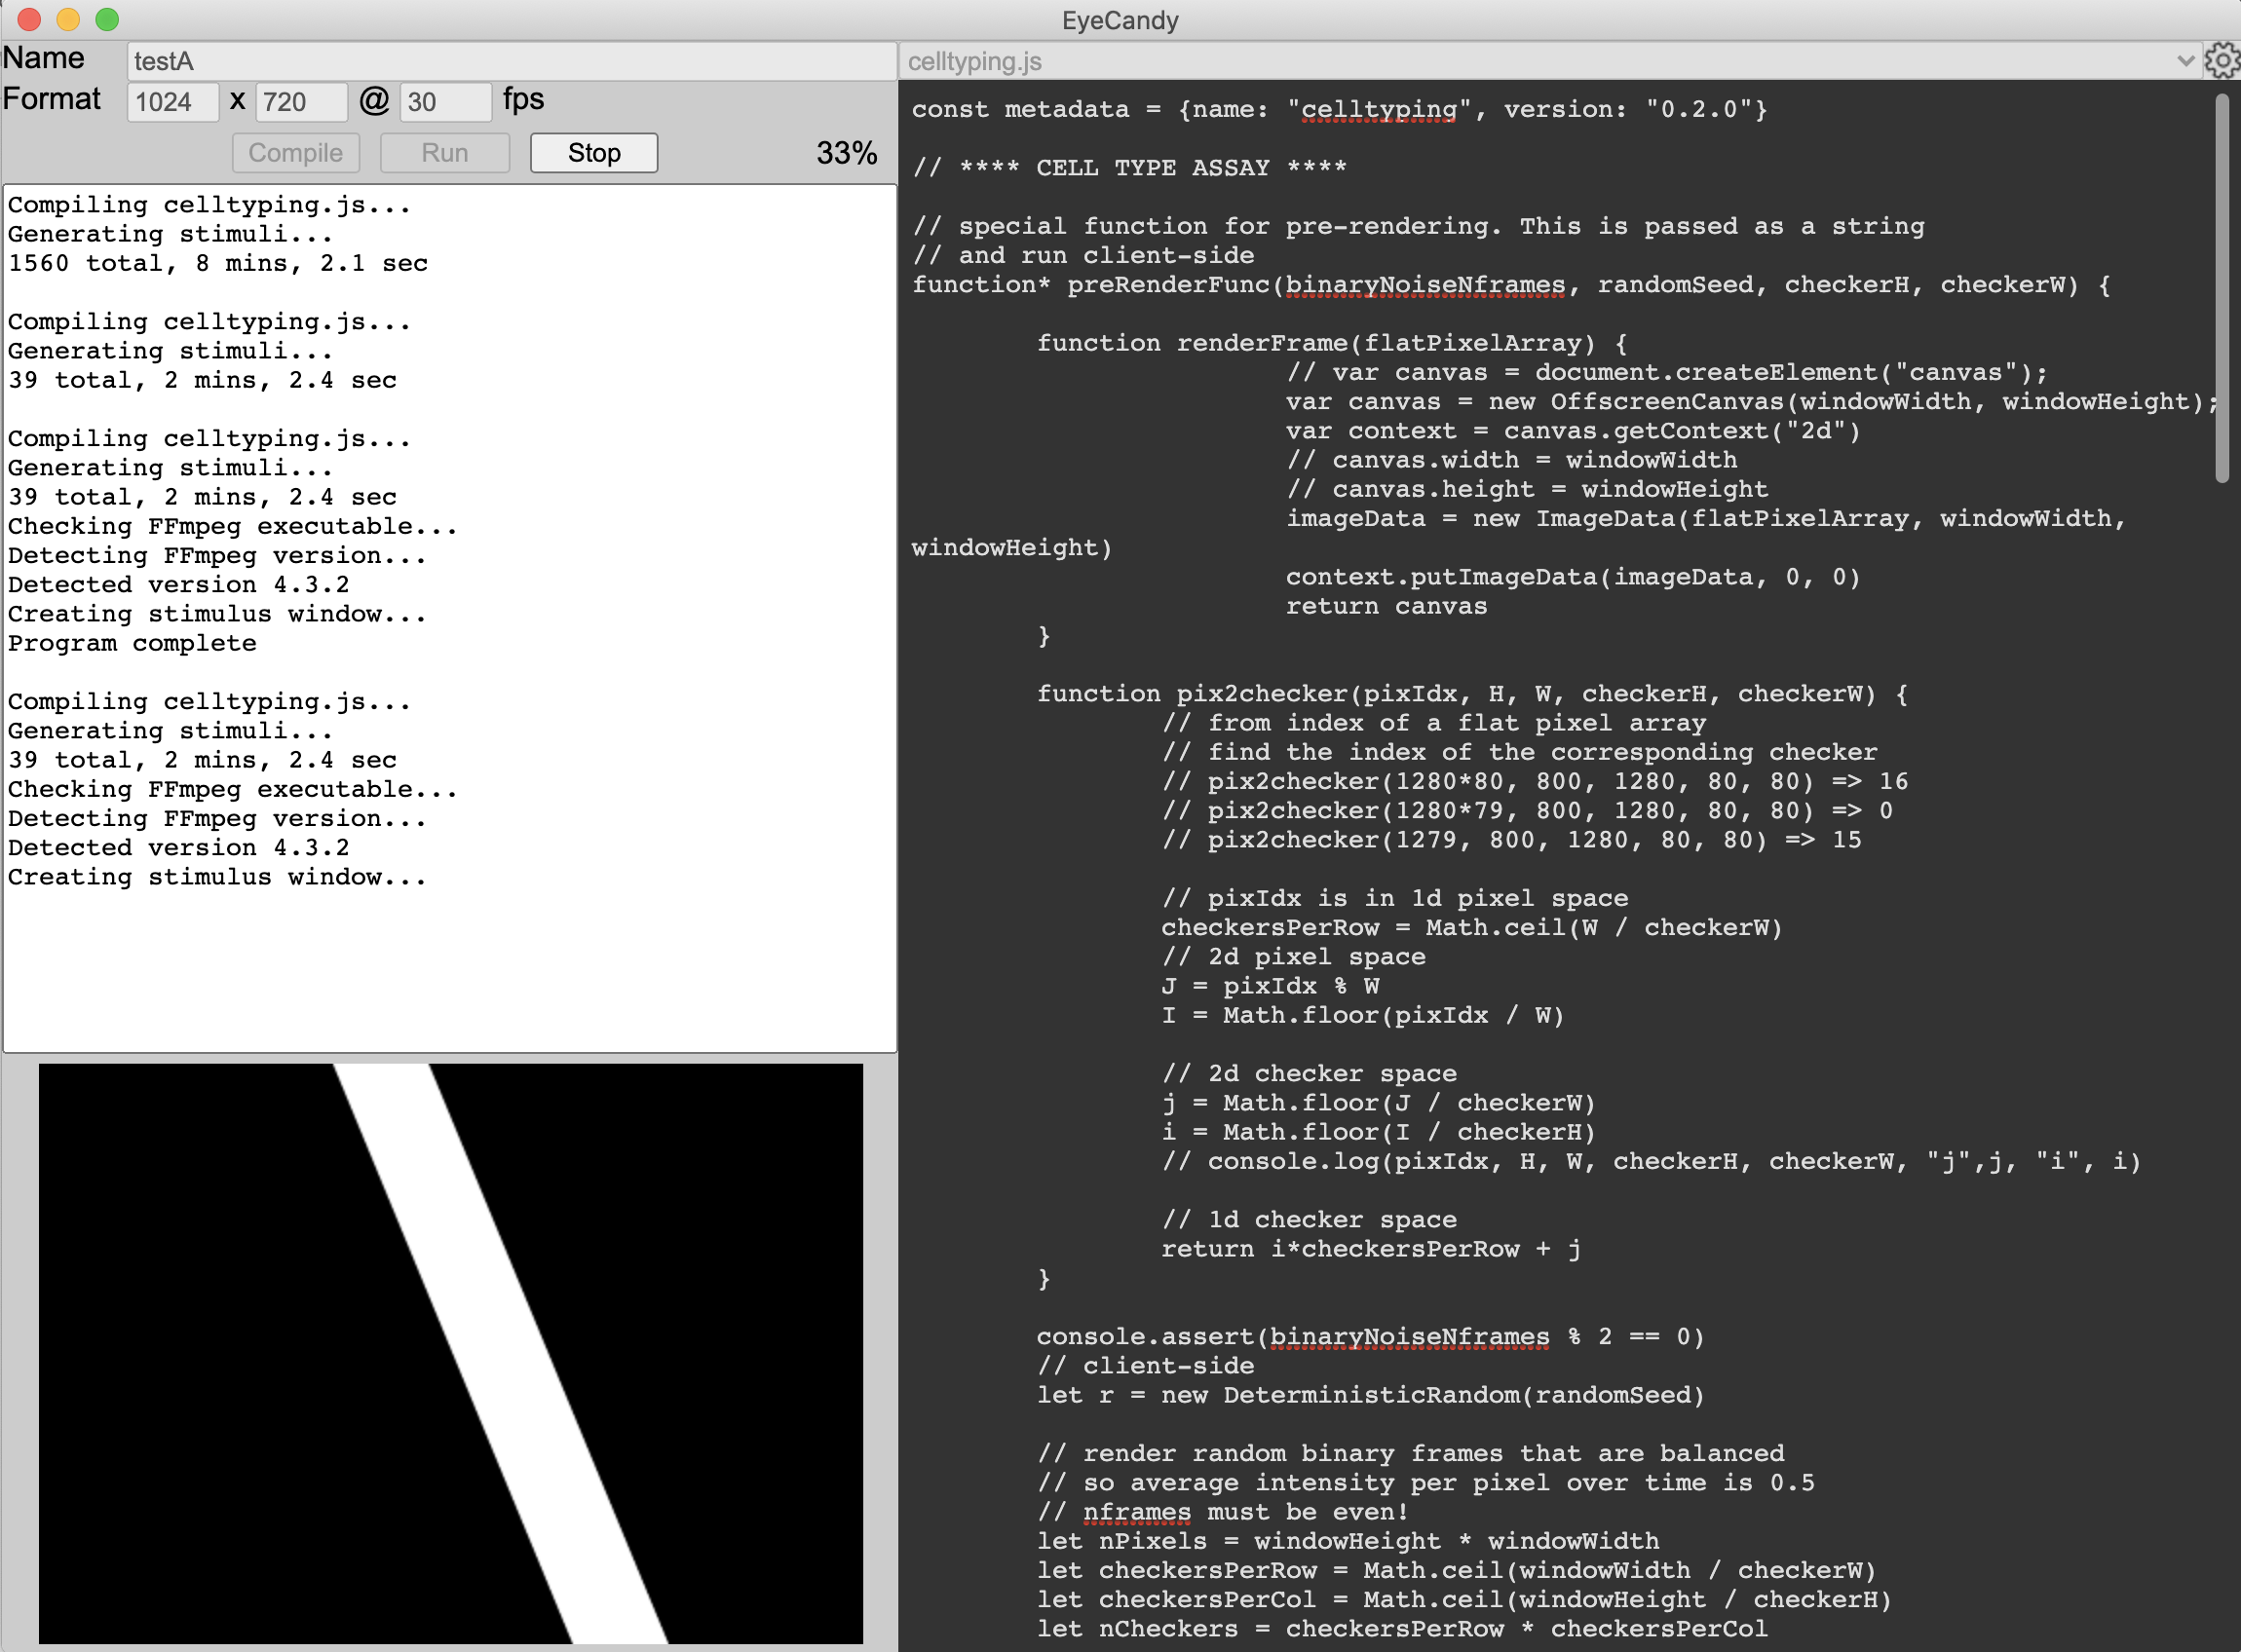 EyeCandy
Name testA
Format 1024 x 720 @ 30 fps
Compile Run Stop 33%
Compiling celltyping.js...
Generating stimuli...
1560 total, 8 mins, 2.1 sec
Compiling celltyping.js...
Generating stimuli...
39 total, 2 mins, 2.4 sec
Compiling celltyping.js...
Generating stimuli...
39 total, 2 mins, 2.4 sec
Checking FFmpeg executable...
Detecting FFmpeg version...
Detected version 4.3.2
Creating stimulus window...
Program complete
Compiling celltyping.js...
Generating stimuli...
39 total, 2 mins, 2.4 sec
Checking FFmpeg executable...
Detecting FFmpeg version...
Detected version 4.3.2
Creating stimulus window...
celltyping.js
const metadata = {name: "celltyping", version: "0.2.0"}
// **** CELL TYPE ASSAY ****
// special function for pre-rendering. This is passed as a string
// and run client-side
function* preRenderFunc(binaryNoiseNframes, randomSeed, checkerH, checkerW) {
function renderFrame(flatPixelArray) {
// var canvas = document.createElement("canvas");
var canvas = new OffscreenCanvas(windowWidth, windowHeight);
var context = canvas.getContext("2d")
// canvas.width = windowWidth
// canvas.height = windowHeight
imageData = new ImageData(flatPixelArray, windowWidth,
windowHeight)
context.putImageData(imageData, 0, 0)
return canvas
}
function pix2checker(pixIdx, H, W, checkerH, checkerW) {
// from index of a flat pixel array
// find the index of the corresponding checker
// pix2checker(1280*80, 800, 1280, 80, 80) => 16
// pix2checker(1280*79, 800, 1280, 80, 80) => 0
// pix2checker(1279, 800, 1280, 80, 80) => 15
// pixIdx is in 1d pixel space
checkersPerRow = Math.ceil(W / checkerW)
// 2d pixel space
J = pixIdx % W
I = Math.floor(pixIdx / W)
// 2d checker space
j = Math.floor(J / checkerW)
i = Math.floor(I / checkerH)
// console.log(pixIdx, H, W, checkerH, checkerW, "j",j, "i", i)
// 1d checker space
return i*checkersPerRow + j
}
console.assert(binaryNoiseNframes % 2 == 0)
// client-side
let r = new DeterministicRandom(randomSeed)
// render random binary frames that are balanced
// so average intensity per pixel over time is 0.5
// nframes must be even!
let nPixels = windowHeight * windowWidth
let checkersPerRow = Math.ceil(windowWidth / checkerW)
let checkersPerCol = Math.ceil(windowHeight / checkerH)
let nCheckers = checkersPerRow * checkersPerCol